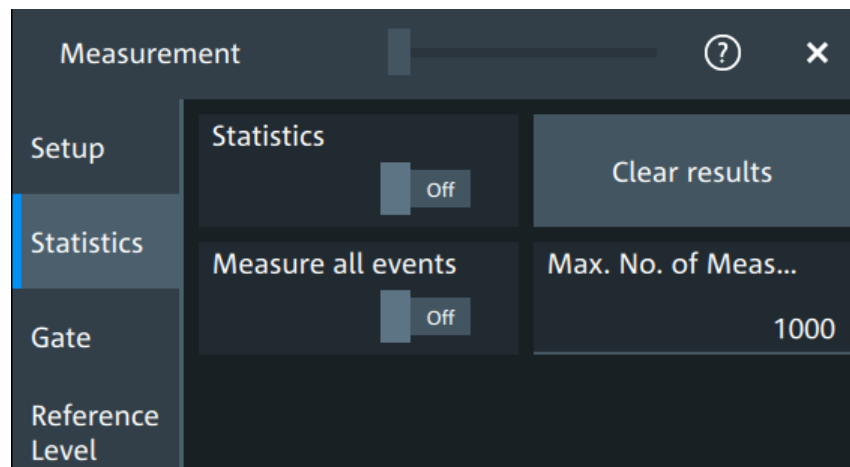 Measurement
?
×
Setup
Statistics
Gate
Reference
Level
Statistics
Off
Clear results
Measure all events
Off
Max. No. of Meas...
1000